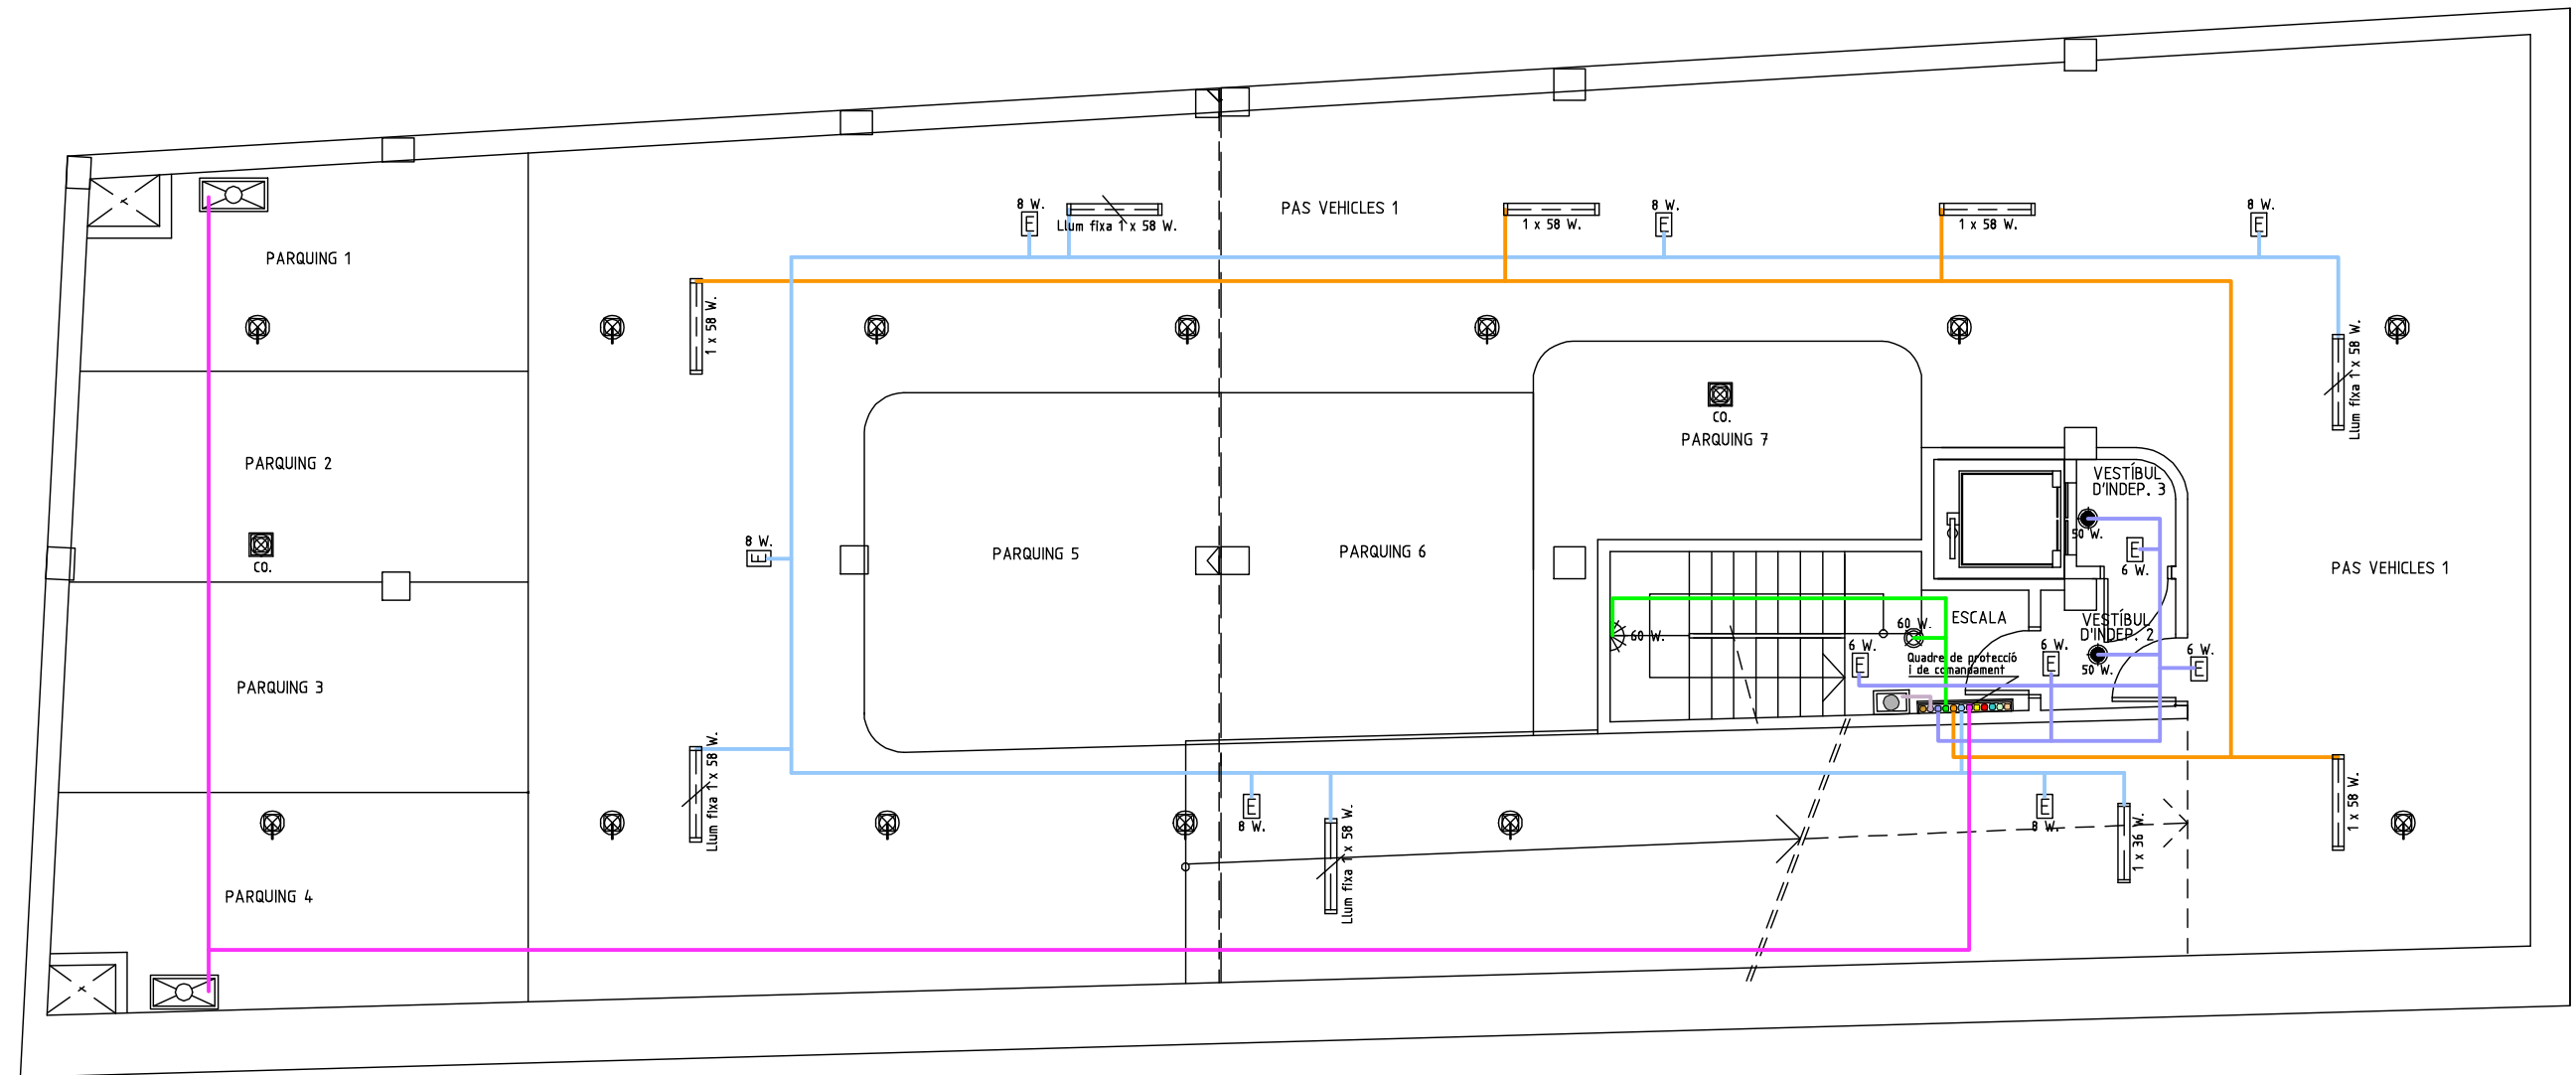 8 W.
8 W.
8 W.
PAS VEHICLES 1
Llum fixa 1 x 58 W.
1 x 58 W.
1 x 58 W.
PARQUING 1
1 x 58 W.
Llum fixa 1 x 58 W.
E
E
E
CO.
PARQUING 7
PARQUING 2
VESTÍBUL
D'INDEP. 3
50 W.
8 W.
E
PARQUING 5
PARQUING 6
CO.
E
6 W.
PAS VEHICLES 1
ESCALA
60 W.
60 W.
VESTÍBUL
D'INDEP. 2
6 W.
E
6 W.
E
6 W.
E
50 W.
Quadre de protecció
i de comandament
PARQUING 3
Llum fixa 1 x 58 W.
E
8 W.
Llum fixa 1 x 58 W.
E
8 W.
1 x 36 W.
1 x 58 W.
PARQUING 4